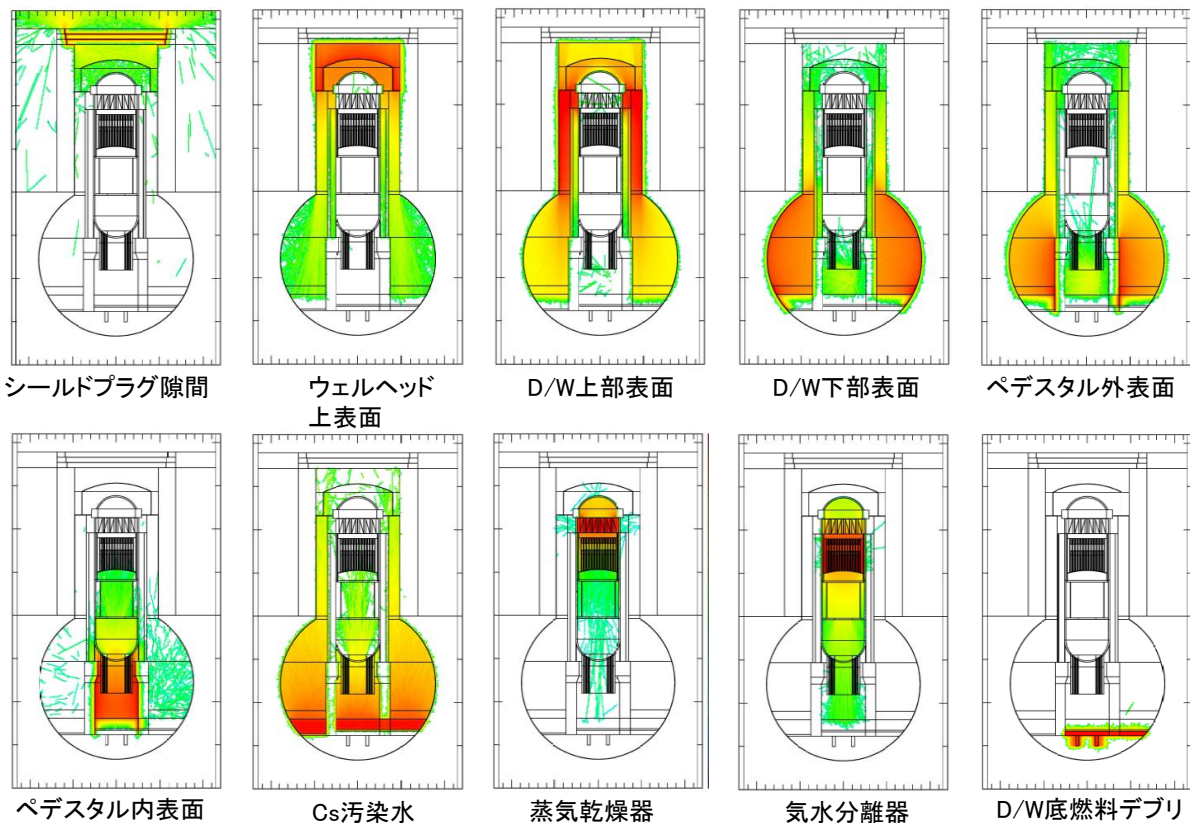 シールドプラグ隙間
ウェルヘッド
上表面
D/W上部表面
D/W下部表面
ペデスタル外表面
ペデスタル内表面
Cs汚染水
蒸気乾燥器
気水分離器
D/W底燃料デブリ